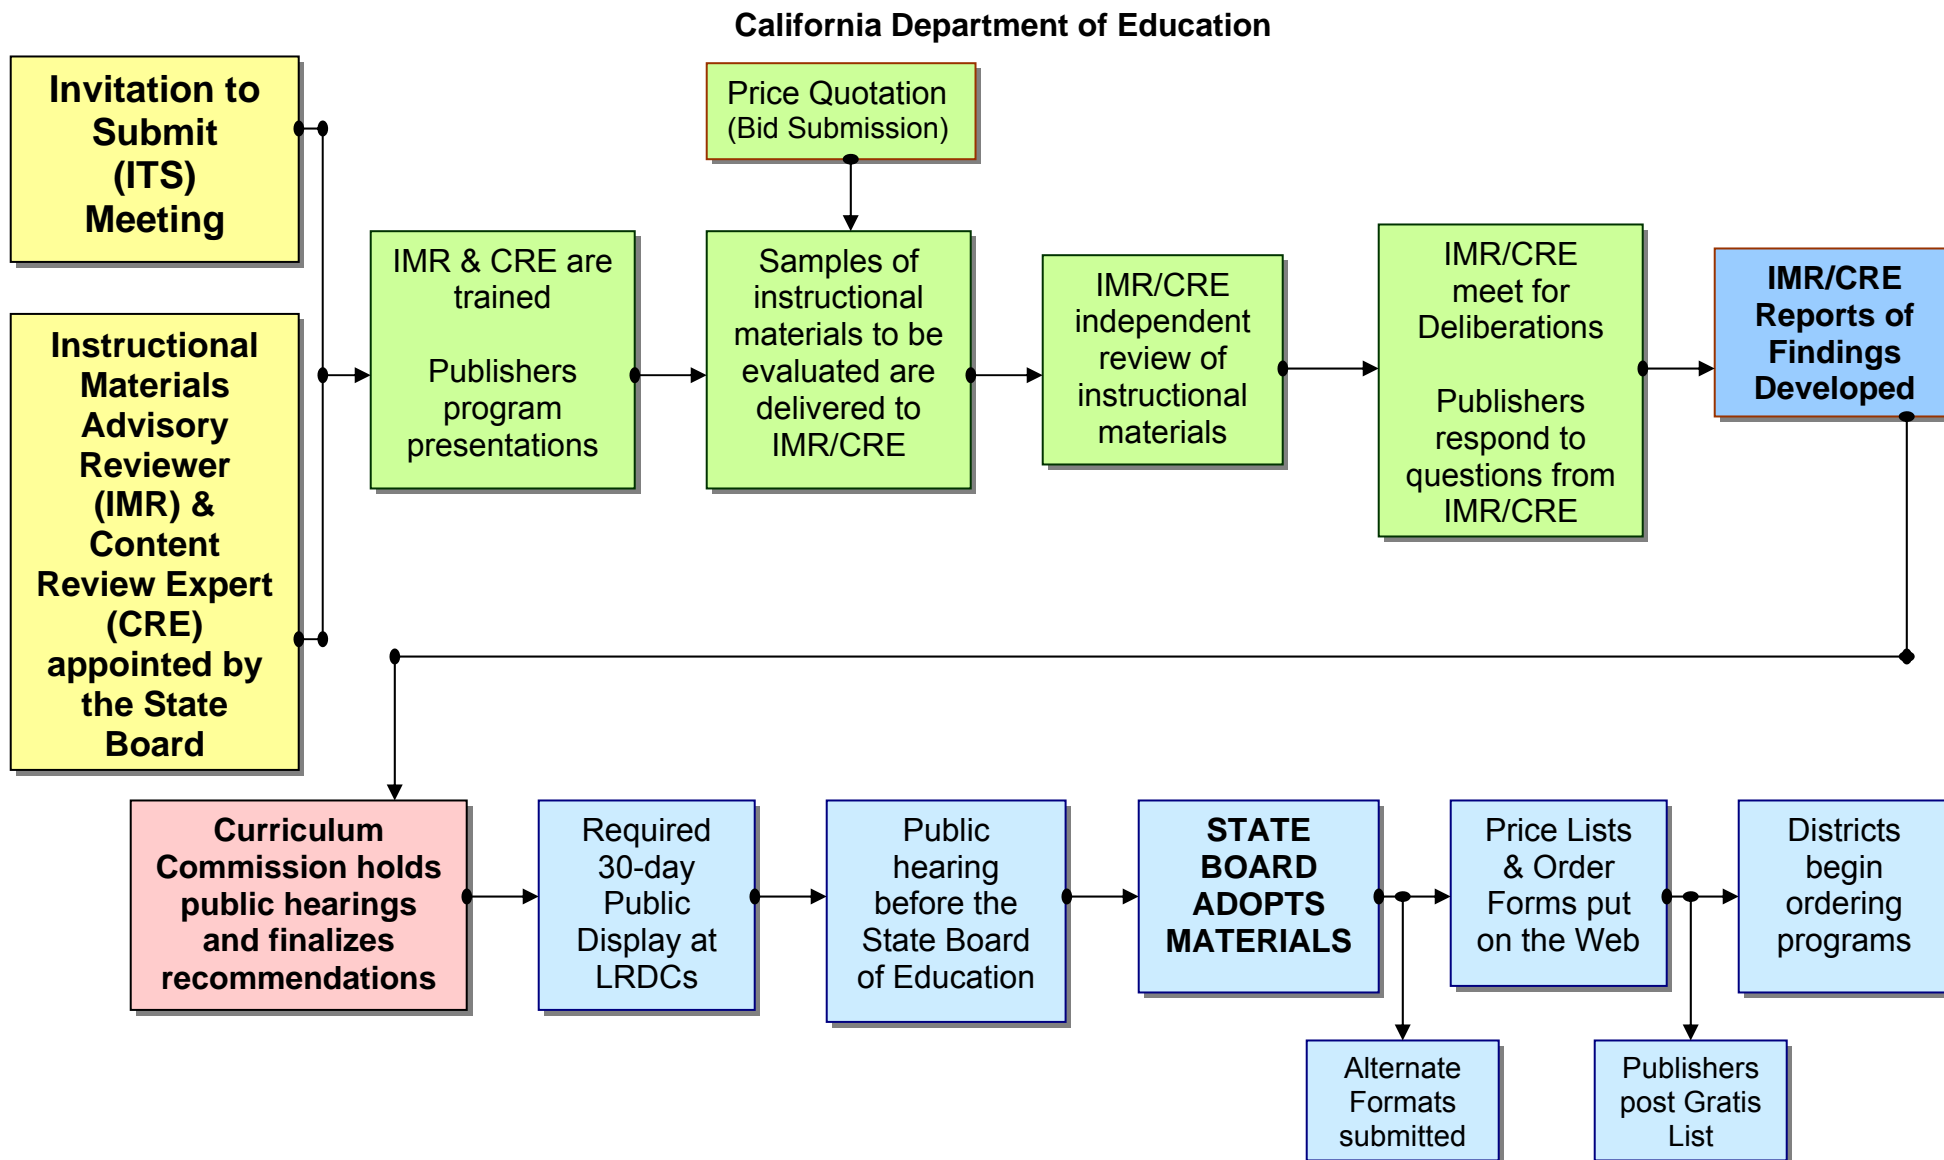 California Department of Education
Invitation to
Submit
(ITS)
Meeting
Price Quotation
(Bid Submission)
Instructional
Materials
Advisory
Reviewer
(IMR) &
Content
Review Expert
(CRE)
appointed by
the State
Board
IMR & CRE are
trained
Publishers
program
presentations
Samples of
instructional
materials to be
evaluated are
delivered to
IMR/CRE
IMR/CRE
independent
review of
instructional
materials
IMR/CRE
meet for
Deliberations
Publishers
respond to
questions from
IMR/CRE
IMR/CRE
Reports of
Findings
Developed
Curriculum
Commission holds
public hearings
and finalizes
recommendations
Required
30-day
Public
Display at
LRDCs
Public
hearing
before the
State Board
of Education
STATE
BOARD
ADOPTS
MATERIALS
Price Lists
& Order
Forms put
on the Web
Districts
begin
ordering
programs
Alternate
Formats
submitted
Publishers
post Gratis
List